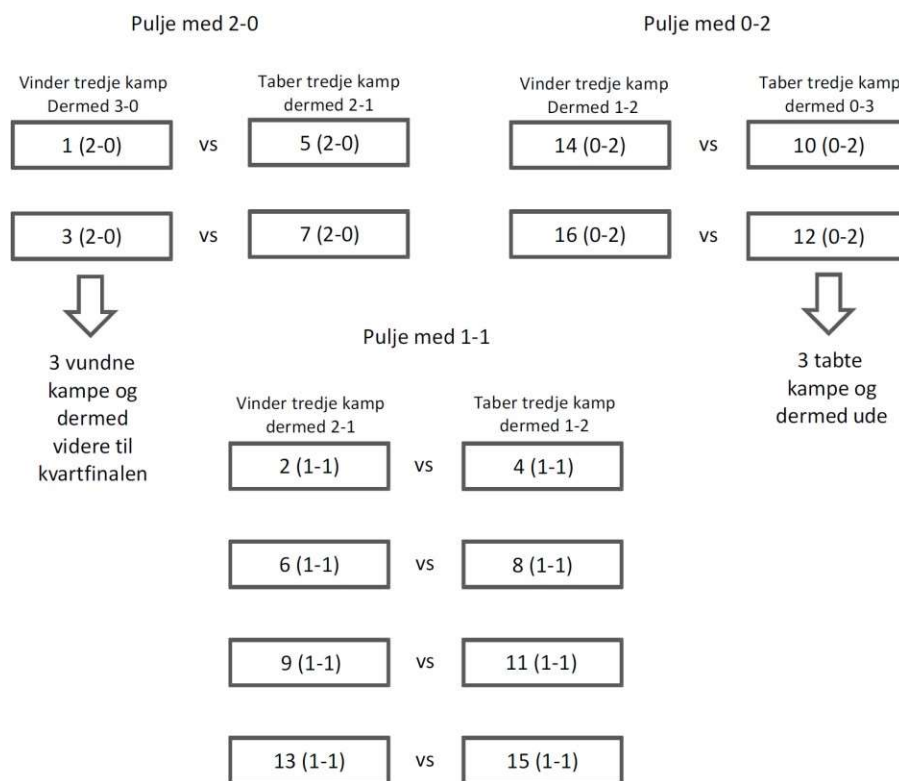 Pulje med 2-0
Vinder tredje kamp
Dermed 3-0
Taber tredje kamp
dermed 2-1
1 (2-0)
vs
5 (2-0)
3 (2-0)
vs
7 (2-0)
3 vundne
kampe og
dermed
videre til
kvartfinalen
Pulje med 0-2
Vinder tredje kamp
Dermed 1-2
Taber tredje kamp
dermed 0-3
14 (0-2)
vs
10 (0-2)
16 (0-2)
vs
12 (0-2)
3 tabte
kampe og
dermed ude
Pulje med 1-1
Vinder tredje kamp
dermed 2-1
Taber tredje kamp
dermed 1-2
2 (1-1)
vs
4 (1-1)
6 (1-1)
vs
8 (1-1)
9 (1-1)
vs
11 (1-1)
13 (1-1)
vs
15 (1-1)